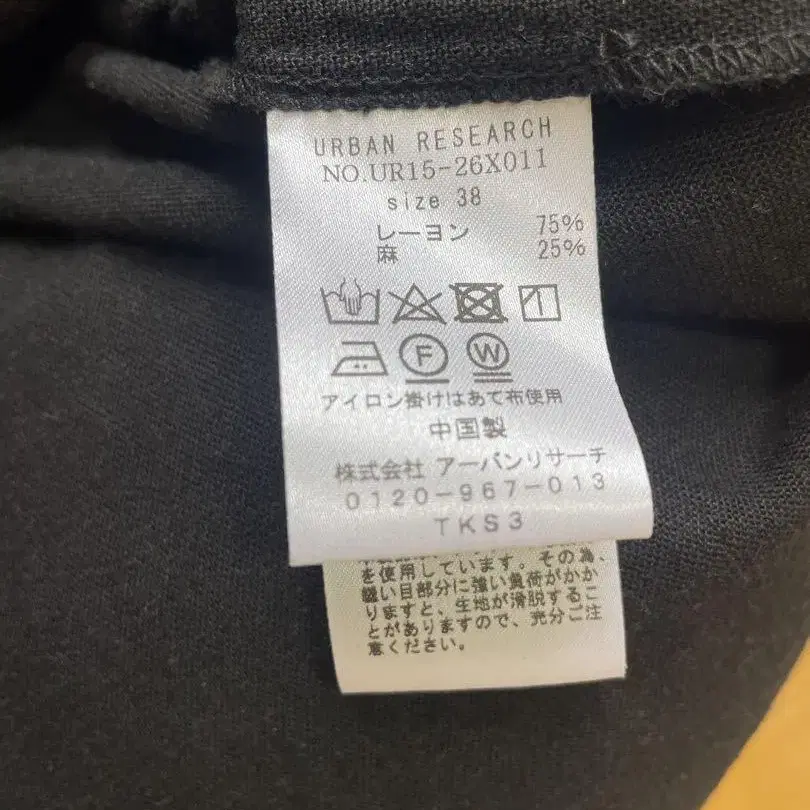 URBAN RESEARCH
NO.UR15-26X011
size 38
レーヨン 75%
麻 25%
F W
アイロン掛けはあて布使用
中国製
株式会社 アーバンリサーチ
0120-967-013
TKS3
を使用しています。その為、
縫い目部分に強い負荷がかか
りますと、生地が滑脱するこ
とがありますので、充分ご注
意ください。